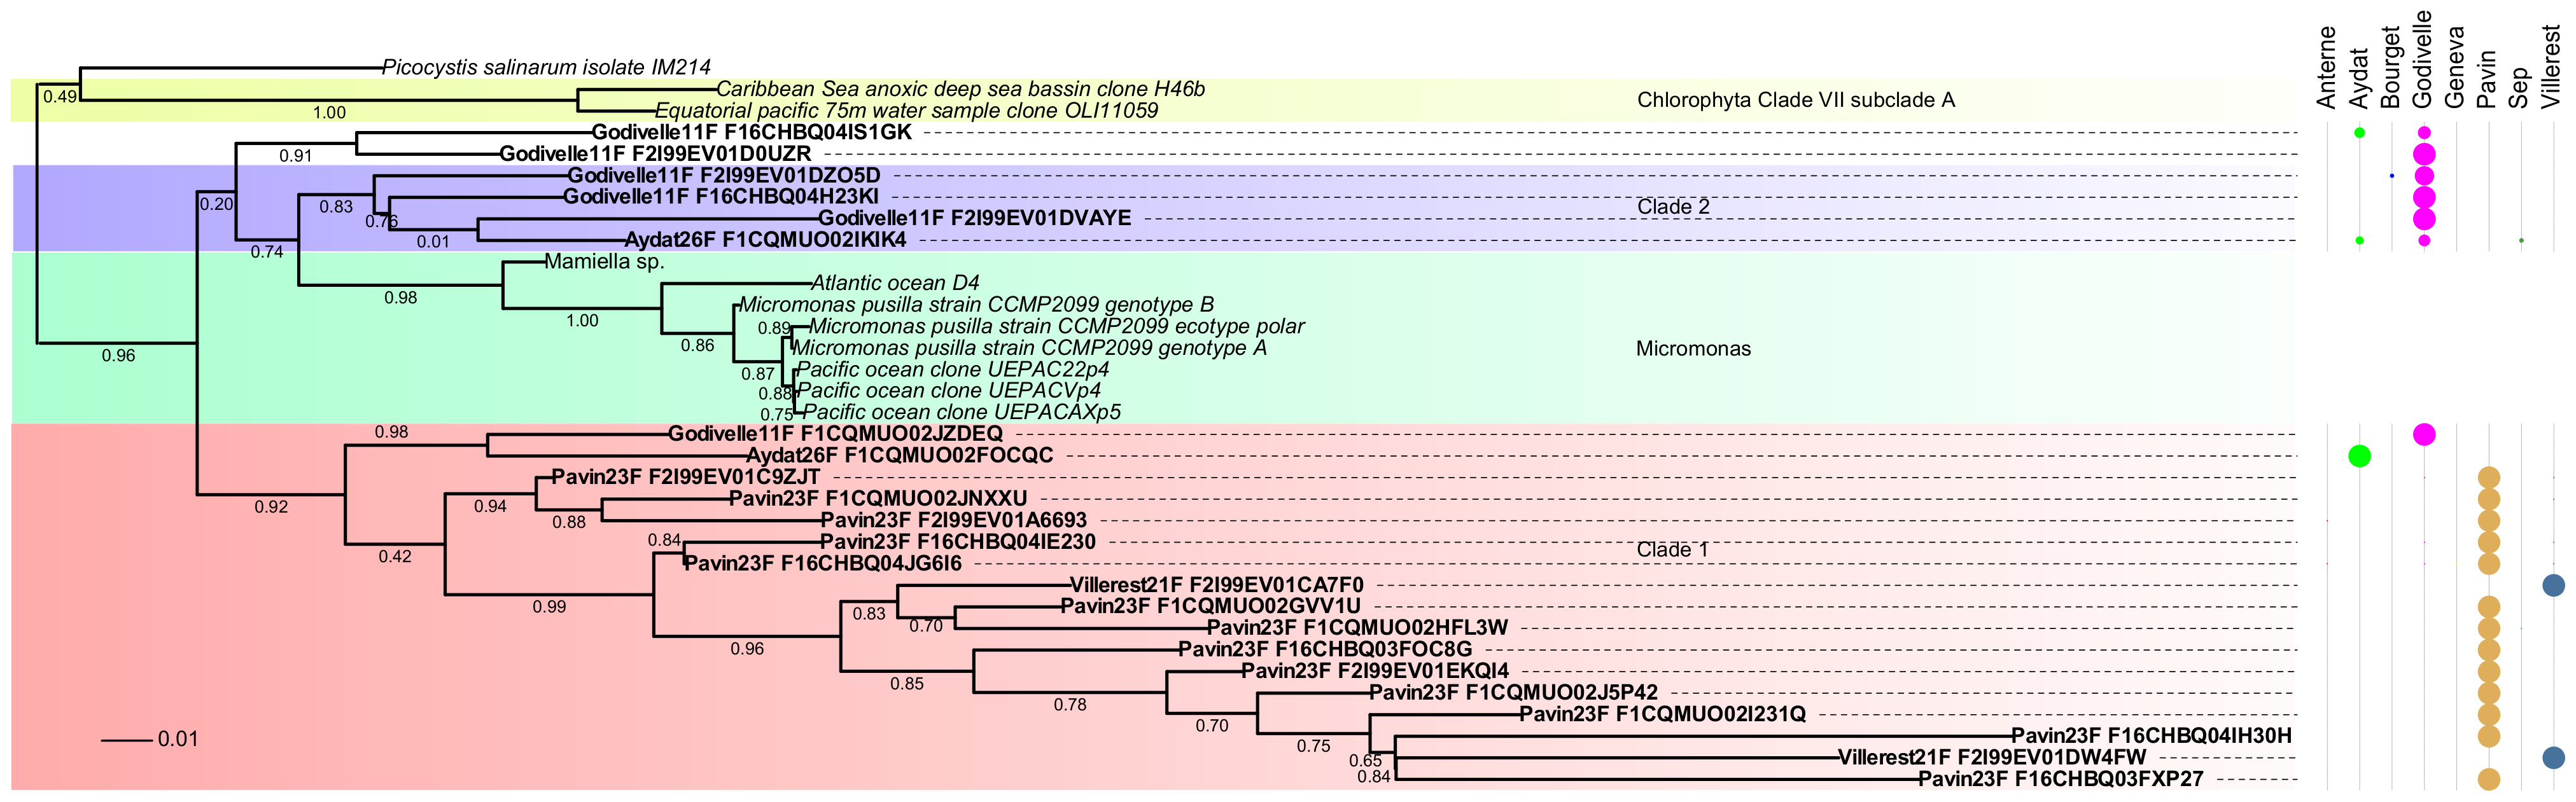 Anterne
Aydat
Bourget
Godivelle
Geneva
Pavin
Sep
Villerest
Picocystis salinarum isolate IM214
0.49
Caribbean Sea anoxic deep sea bassin clone H46b
1.00
Equatorial pacific 75m water sample clone OLI11059
Chlorophyta Clade VII subclade A
Godivelle11F F16CHBQ04IS1GK
0.91
Godivelle11F F2I99EV01D0UZR
Godivelle11F F2I99EV01DZO5D
0.20
0.83
Godivelle11F F16CHBQ04H23KI
Clade 2
0.76
Godivelle11F F2I99EV01DVAYE
0.74
0.01
Aydat26F F1CQMUO02IKIK4
Mamiella sp.
0.98
Atlantic ocean D4
1.00
Micromonas pusilla strain CCMP2099 genotype B
0.89
Micromonas pusilla strain CCMP2099 ecotype polar
0.96
0.86
Micromonas pusilla strain CCMP2099 genotype A
Micromonas
0.87
Pacific ocean clone UEPAC22p4
0.88
Pacific ocean clone UEPACVp4
0.75
Pacific ocean clone UEPACAXp5
0.98
Godivelle11F F1CQMUO02JZDEQ
Aydat26F F1CQMUO02FOCQC
Pavin23F F2I99EV01C9ZJT
0.92
0.94
Pavin23F F1CQMUO02JNXXU
0.88
Pavin23F F2I99EV01A6693
0.42
0.84
Pavin23F F16CHBQ04IE230
Clade 1
Pavin23F F16CHBQ04JG6I6
0.99
Villerest21F F2I99EV01CA7F0
0.83
Pavin23F F1CQMUO02GVV1U
0.70
Pavin23F F1CQMUO02HFL3W
0.96
Pavin23F F16CHBQ03FOC8G
0.85
Pavin23F F2I99EV01EKQI4
0.78
Pavin23F F1CQMUO02J5P42
0.70
Pavin23F F1CQMUO02I231Q
0.01
0.75
Pavin23F F16CHBQ04IH30H
0.65
Villerest21F F2I99EV01DW4FW
0.84
Pavin23F F16CHBQ03FXP27